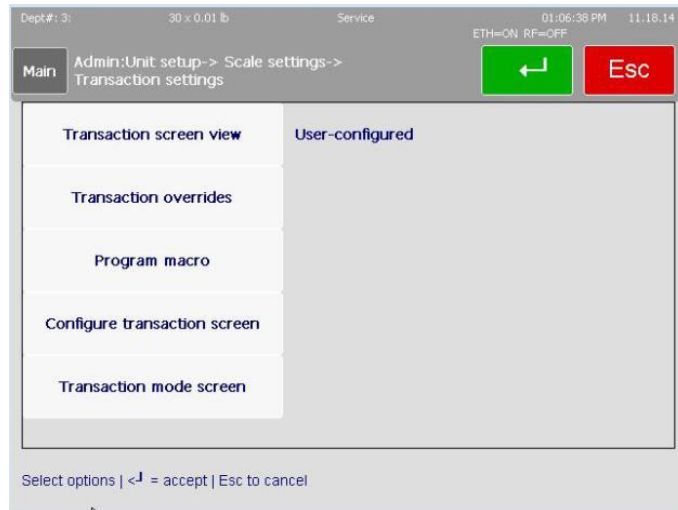 Dept#: 3: 30 x 0.01 lb Service 01:06:38 PM 11.18.14
ETH=ON RF=OFF
Main Admin:Unit setup-> Scale settings-> Esc
Transaction settings
Transaction screen view User-configured
Transaction overrides
Program macro
Configure transaction screen
Transaction mode screen
Select options | <┘ = accept | Esc to cancel